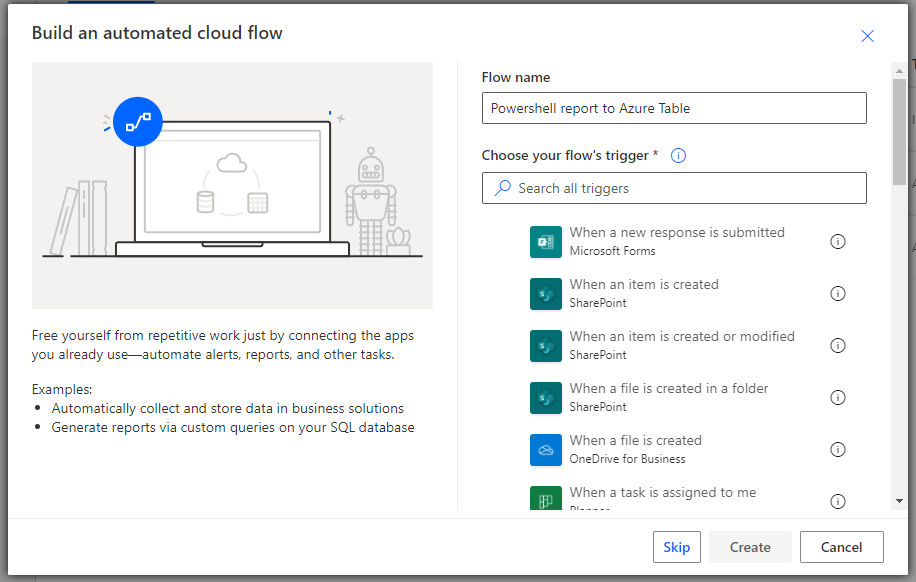 Build an automated cloud flow
Free yourself from repetitive work just by connecting the apps
you already use—automate alerts, reports, and other tasks.
Examples:
• Automatically collect and store data in business solutions
• Generate reports via custom queries on your SQL database
Flow name
Powershell report to Azure Table
Choose your flow's trigger *
Search all triggers
When a new response is submitted
Microsoft Forms
When an item is created
SharePoint
When an item is created or modified
SharePoint
When a file is created in a folder
SharePoint
When a file is created
OneDrive for Business
When a task is assigned to me
Planner
Skip
Create
Cancel